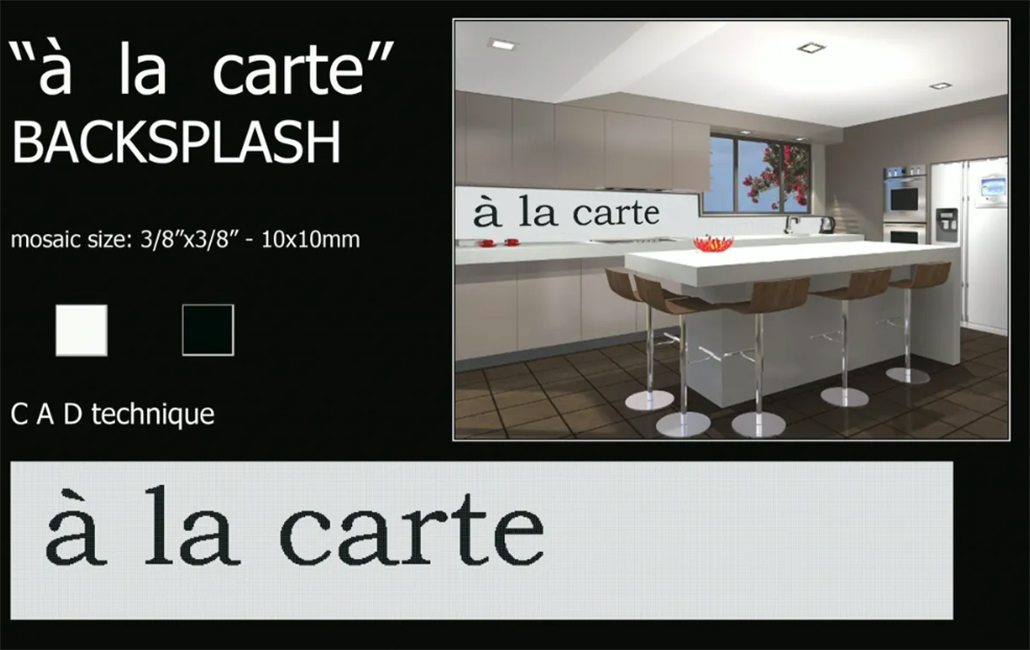 “à la carte”
BACKSPLASH
mosaic size: 3/8”x3/8” - 10x10mm
C A D technique
à la carte
à la carte